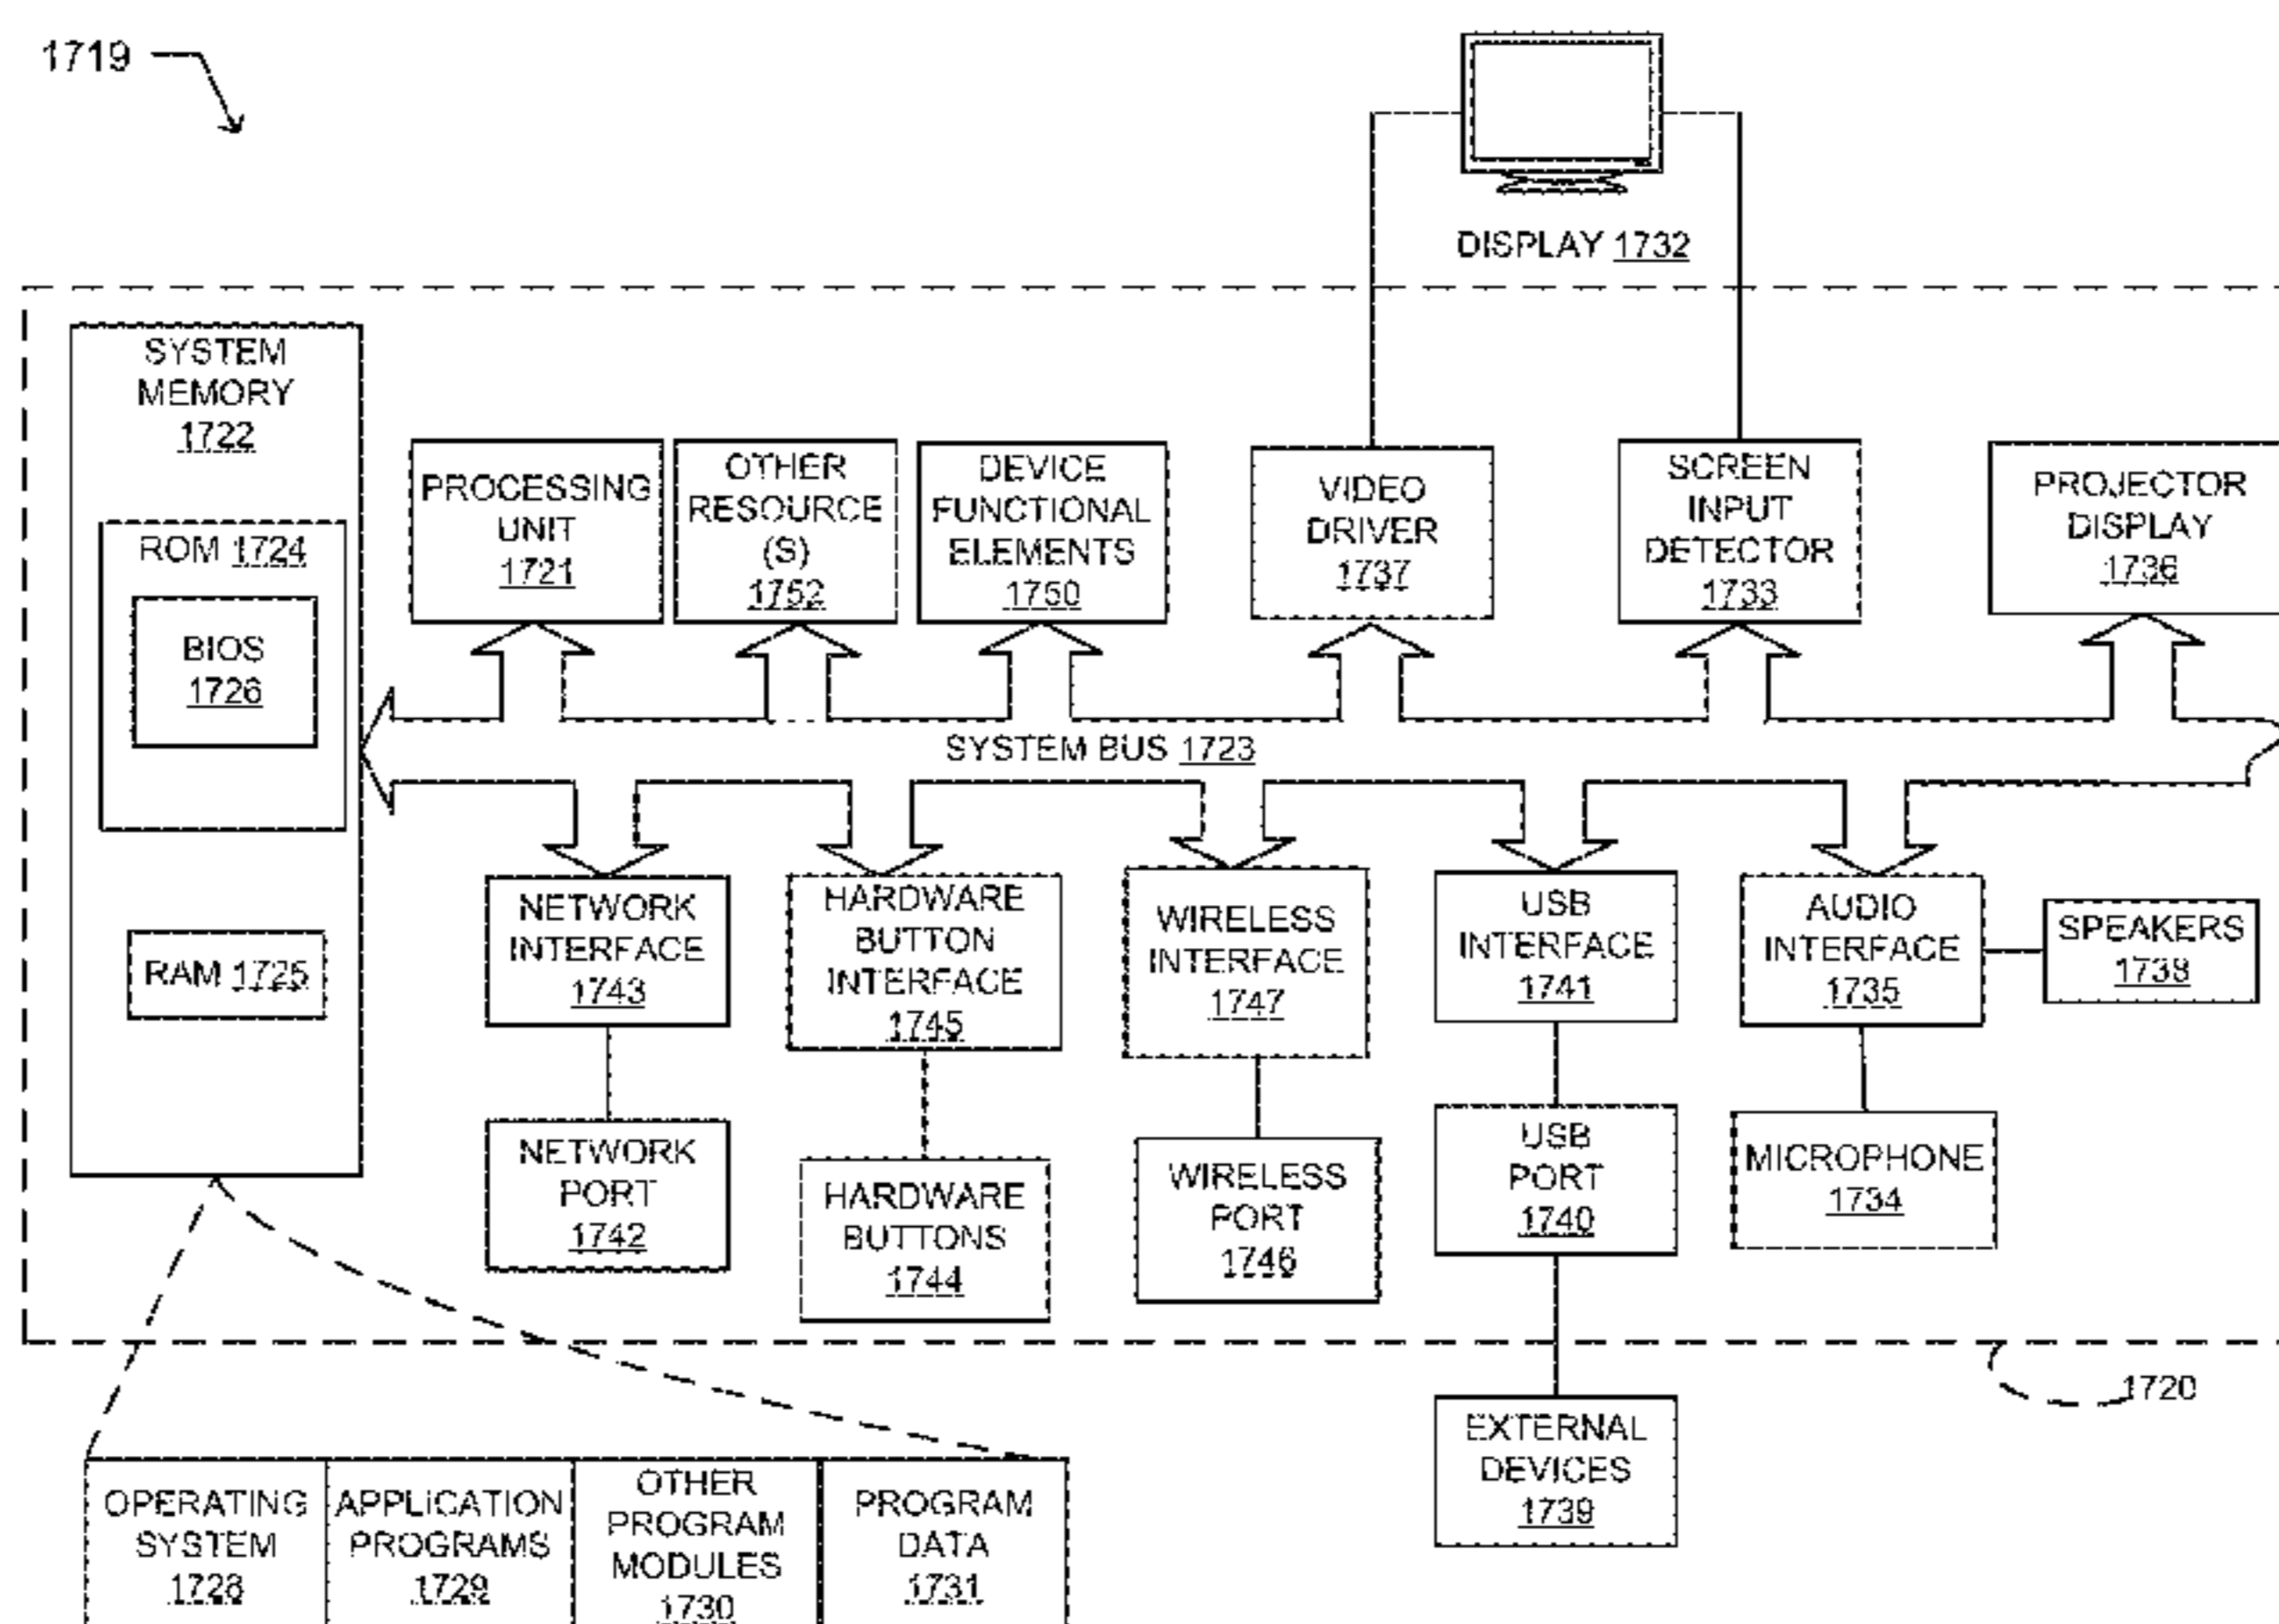 1719
DISPLAY 1732
SYSTEM
MEMORY
1722
ROM 1724
BIOS
1726
RAM 1725
PROCESSING
UNIT
1721
OTHER
RESOURCE
(S)
1752
DEVICE
FUNCTIONAL
ELEMENTS
1750
VIDEO
DRIVER
1737
SCREEN
INPUT
DETECTOR
1733
PROJECTOR
DISPLAY
1736
SYSTEM BUS 1723
NETWORK
INTERFACE
1743
HARDWARE
BUTTON
INTERFACE
1745
WIRELESS
INTERFACE
1747
USB
INTERFACE
1741
AUDIO
INTERFACE
1735
SPEAKERS
1738
NETWORK
PORT
1742
HARDWARE
BUTTONS
1744
WIRELESS
PORT
1746
USB
PORT
1740
MICROPHONE
1734
1720
EXTERNAL
DEVICES
1739
OPERATING
SYSTEM
1728
APPLICATION
PROGRAMS
1729
OTHER
PROGRAM
MODULES
1730
PROGRAM
DATA
1731